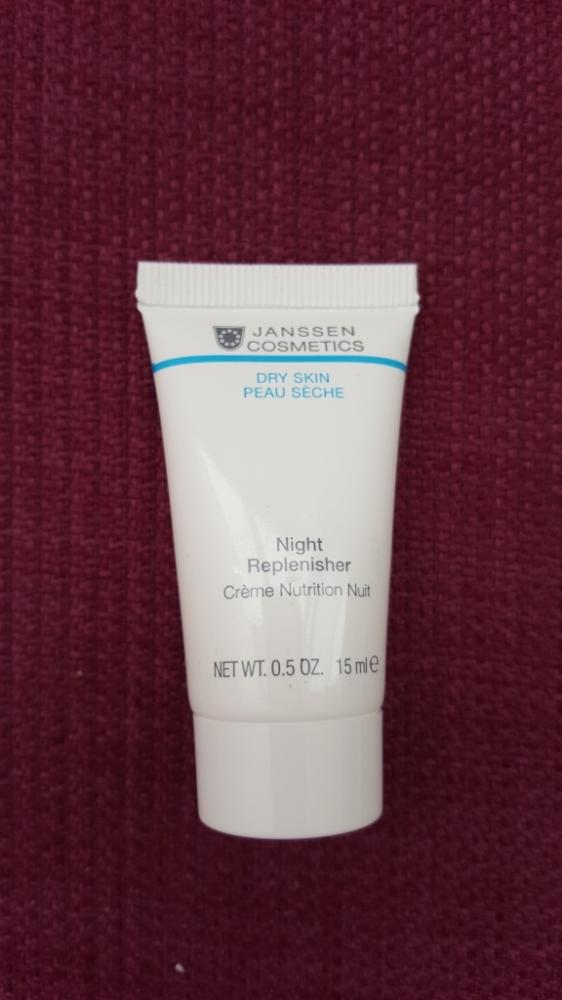 JANSSEN
COSMETICS
DRY SKIN
PEAU SÈCHE
Night
Replenisher
Crème Nutrition Nuit
NET WT. 0.5 OZ. 15 ml ℮